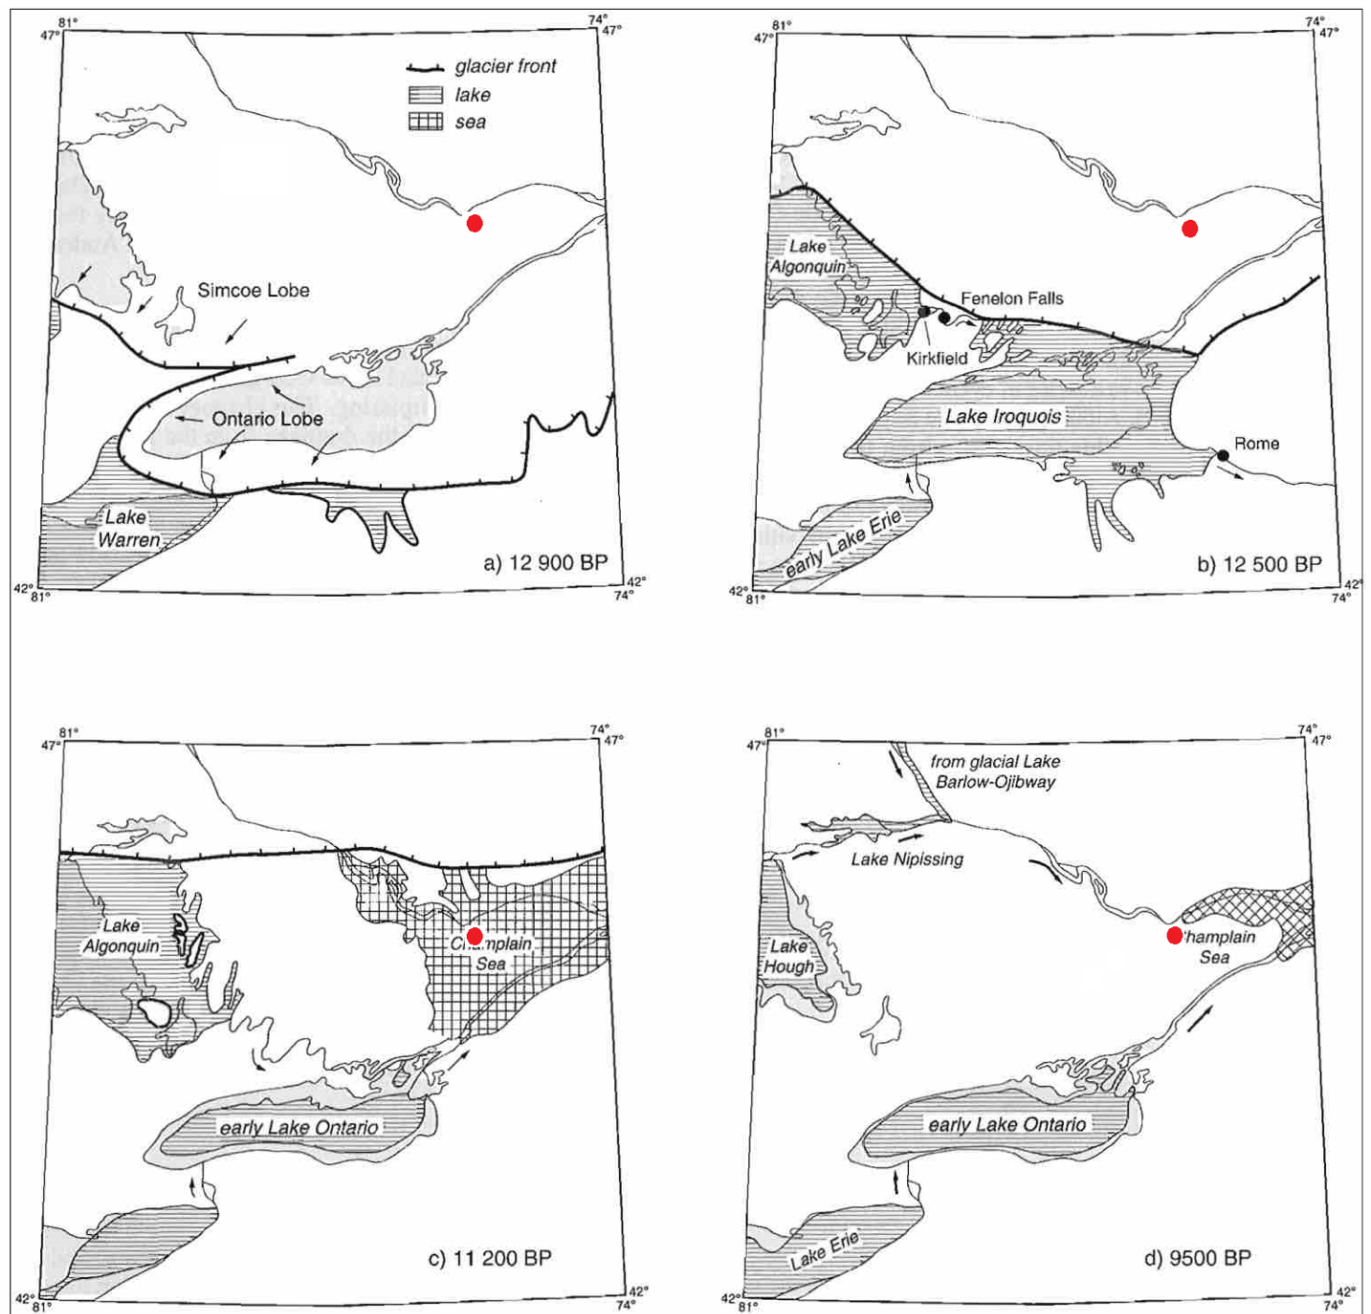 81°
74°
47°
47°
glacier front
lake
sea
Simcoe Lobe
Ontario Lobe
Lake
Warren
a) 12 900 BP
42°
42°
81°
74°
81°
74°
47°
47°
Lake
Algonquin
Fenelon Falls
Kirkfield
Lake Iroquois
Rome
early Lake Erie
b) 12 500 BP
42°
42°
81°
74°
81°
74°
47°
47°
Lake
Algonquin
Champlain
Sea
early Lake Ontario
c) 11 200 BP
42°
42°
81°
74°
81°
74°
47°
47°
from glacial Lake
Barlow-Ojibway
Lake Nipissing
Lake
Hough
Champlain
Sea
early Lake Ontario
Lake Erie
d) 9500 BP
42°
42°
81°
74°